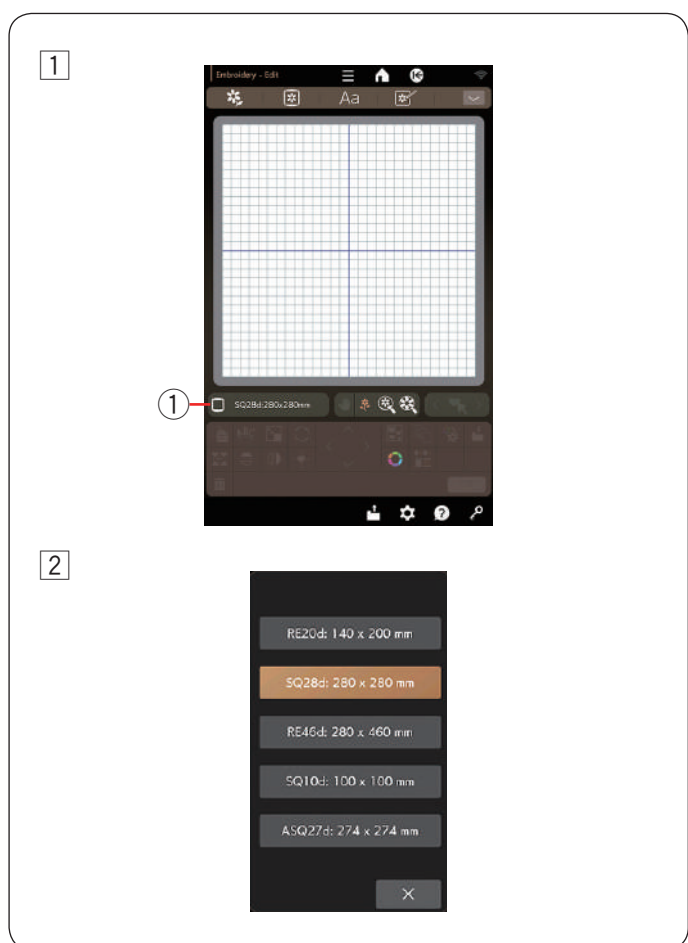 1
Embroidery - Edit
Aa
1 SQ28d:280x280mm
2
RE20d: 140 x 200 mm
SQ28d: 280 x 280 mm
RE46d: 280 x 460 mm
SQ10d: 100 x 100 mm
ASQ27d: 274 x 274 mm